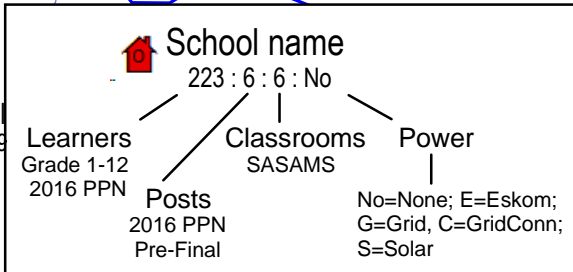 School name
O
223 : 6 : 6 : No
Learners
Grade 1-12
2016 PPN
Posts
2016 PPN
Pre-Final
Classrooms
SASAMS
Power
No=None; E=Eskom;
G=Grid, C=GridConn;
S=Solar